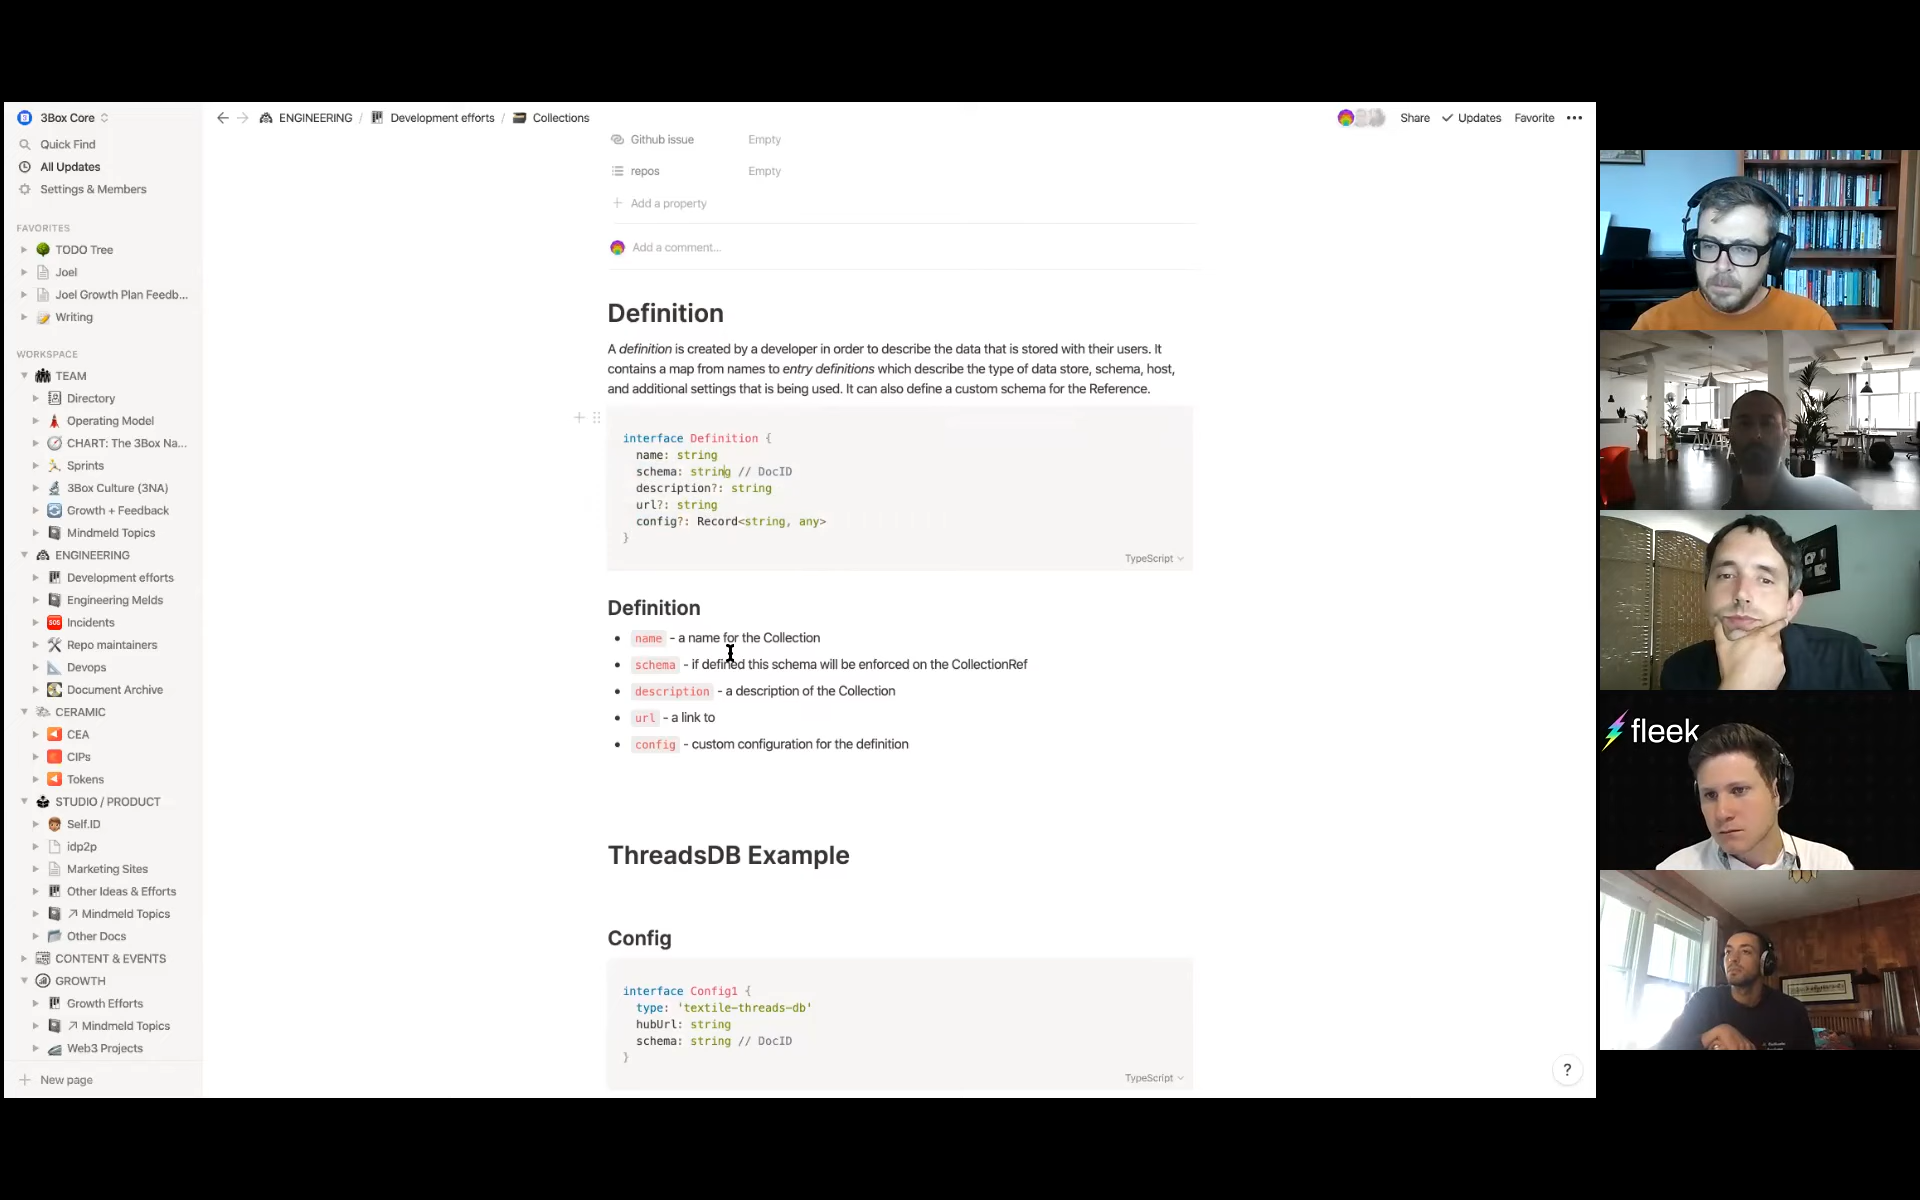 3Box Core
Quick Find
All Updates
Settings & Members
FAVORITES
TODO Tree
Joel
Joel Growth Plan Feedb...
Writing
WORKSPACE
TEAM
Directory
Operating Model
CHART: The 3Box Na...
Sprints
3Box Culture (3NA)
Growth + Feedback
Mindmeld Topics
ENGINEERING
Development efforts
Engineering Melds
Incidents
Repo maintainers
Devops
Document Archive
CERAMIC
CEA
CIPs
Tokens
STUDIO / PRODUCT
Self.ID
idp2p
Marketing Sites
Other Ideas & Efforts
Mindmeld Topics
Other Docs
CONTENT & EVENTS
GROWTH
Growth Efforts
Mindmeld Topics
Web3 Projects
New page
ENGINEERING / Development efforts / Collections
Share Updates Favorite
Github issue Empty
repos Empty
Add a property
Add a comment...
Definition
A definition is created by a developer in order to describe the data that is stored with their users. It
contains a map from names to entry definitions which describe the type of data store, schema, host,
and additional settings that is being used. It can also define a custom schema for the Reference.
interface Definition {
name: string
schema: string // DocID
description?: string
url?: string
config?: Record<string, any>
}
TypeScript
Definition
• name - a name for the Collection
• schema - if defined this schema will be enforced on the CollectionRef
• description - a description of the Collection
• url - a link to
• config - custom configuration for the definition
ThreadsDB Example
Config
interface Config1 {
type: 'textile-threads-db'
hubUrl: string
schema: string // DocID
}
TypeScript
?
fleek